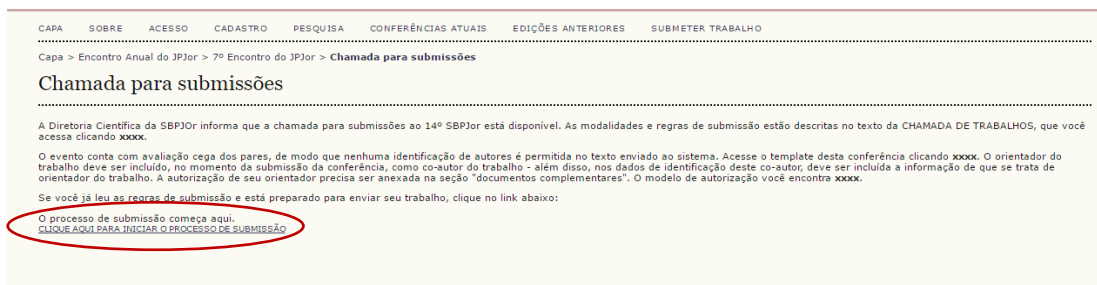 CAPA SOBRE ACESSO CADASTRO PESQUISA CONFERÊNCIAS ATUAIS EDIÇÕES ANTERIORES SUBMETER TRABALHO
Capa > Encontro Anual do JPJor > 7º Encontro do JPJor > Chamada para submissões
Chamada para submissões
A Diretoria Científica da SBPJOr informa que a chamada para submissões ao 14º SBPJor está disponível. As modalidades e regras de submissão estão descritas no texto da CHAMADA DE TRABALHOS, que você
acessa clicando xxxx.
O evento conta com avaliação cega dos pares, de modo que nenhuma identificação de autores é permitida no texto enviado ao sistema. Acesse o template desta conferência clicando xxxx. O orientador do
trabalho deve ser incluído, no momento da submissão da conferência, como co-autor do trabalho - além disso, nos dados de identificação deste co-autor, deve ser incluída a informação de que se trata de
orientador do trabalho. A autorização de seu orientador precisa ser anexada na seção "documentos complementares". O modelo de autorização você encontra xxxx.
Se você já leu as regras de submissão e está preparado para enviar seu trabalho, clique no link abaixo:
O processo de submissão começa aqui.
CLIQUE AQUI PARA INICIAR O PROCESSO DE SUBMISSÃO